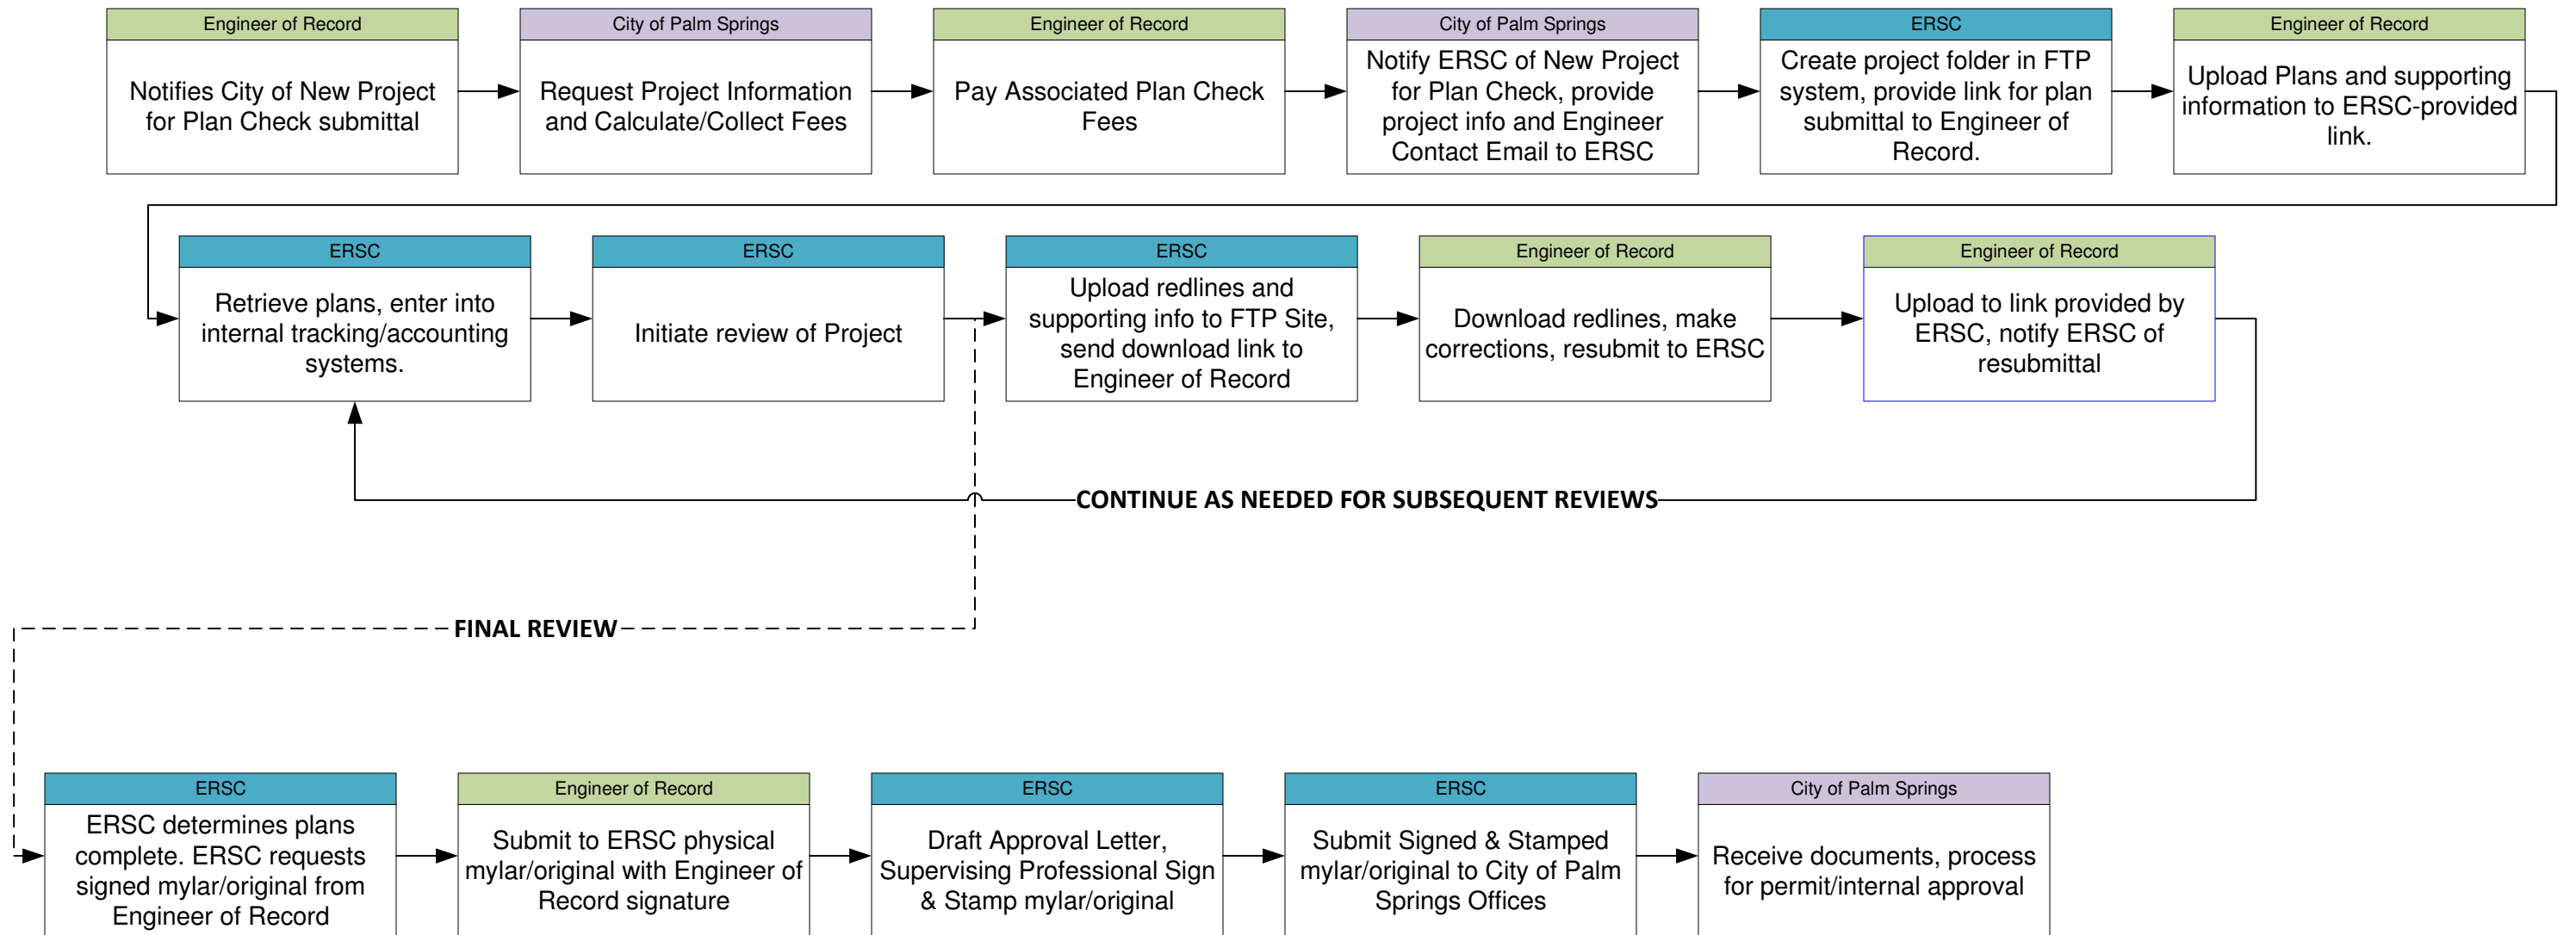 Engineer of Record
Notifies City of New Project
for Plan Check submittal
City of Palm Springs
Request Project Information
and Calculate/Collect Fees
Engineer of Record
Pay Associated Plan Check
Fees
City of Palm Springs
Notify ERSC of New Project
for Plan Check, provide
project info and Engineer
Contact Email to ERSC
ERSC
Create project folder in FTP
system, provide link for plan
submittal to Engineer of
Record.
Engineer of Record
Upload Plans and supporting
information to ERSC-provided
link.
ERSC
Retrieve plans, enter into
internal tracking/accounting
systems.
ERSC
Initiate review of Project
ERSC
Upload redlines and
supporting info to FTP Site,
send download link to
Engineer of Record
Engineer of Record
Download redlines, make
corrections, resubmit to ERSC
Engineer of Record
Upload to link provided by
ERSC, notify ERSC of
resubmittal
CONTINUE AS NEEDED FOR SUBSEQUENT REVIEWS
FINAL REVIEW
ERSC
ERSC determines plans
complete. ERSC requests
signed mylar/original from
Engineer of Record
Engineer of Record
Submit to ERSC physical
mylar/original with Engineer of
Record signature
ERSC
Draft Approval Letter,
Supervising Professional Sign
& Stamp mylar/original
ERSC
Submit Signed & Stamped
mylar/original to City of Palm
Springs Offices
City of Palm Springs
Receive documents, process
for permit/internal approval